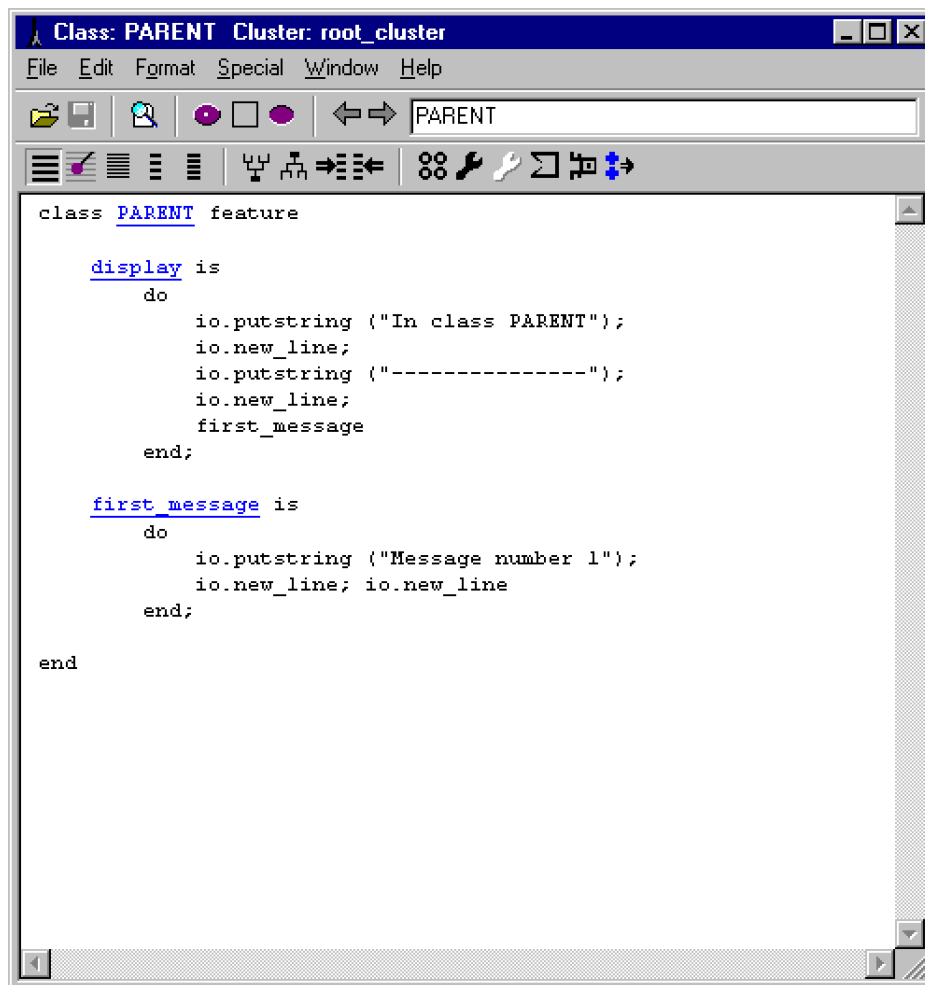 Class: PARENT Cluster: root_cluster
File Edit Format Special Window Help
PARENT
class PARENT feature
display is
do
io.putstring ("In class PARENT");
io.new_line;
io.putstring ("---------------");
io.new_line;
first_message
end;
first_message is
do
io.putstring ("Message number 1");
io.new_line; io.new_line
end;
end